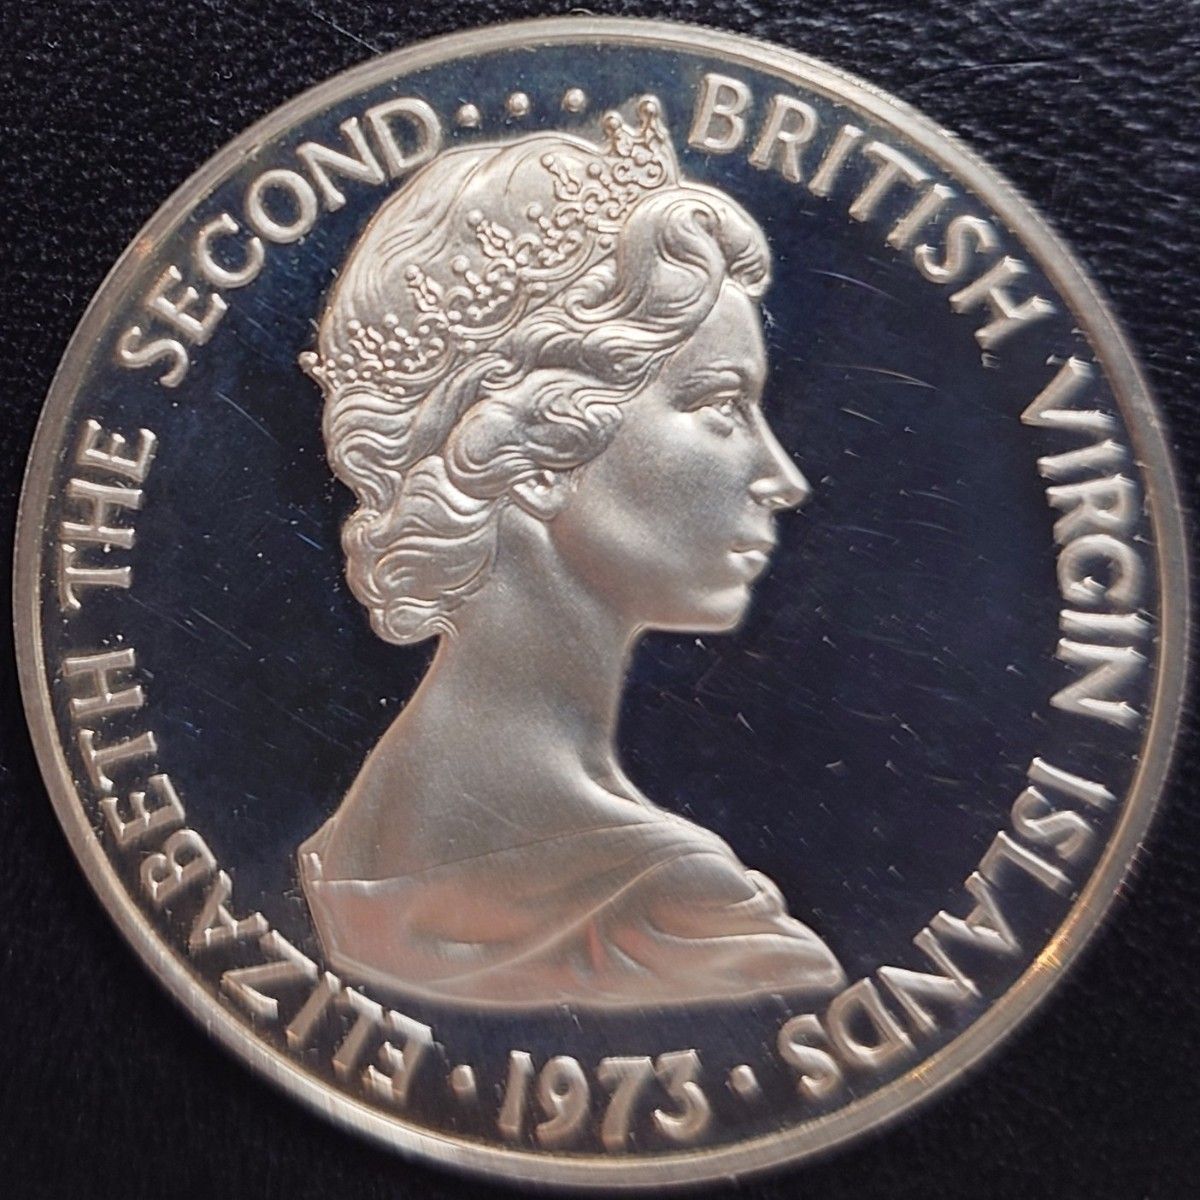 ELIZABETH THE SECOND···· BRITISH VIRGIN ISLANDS
·1973·